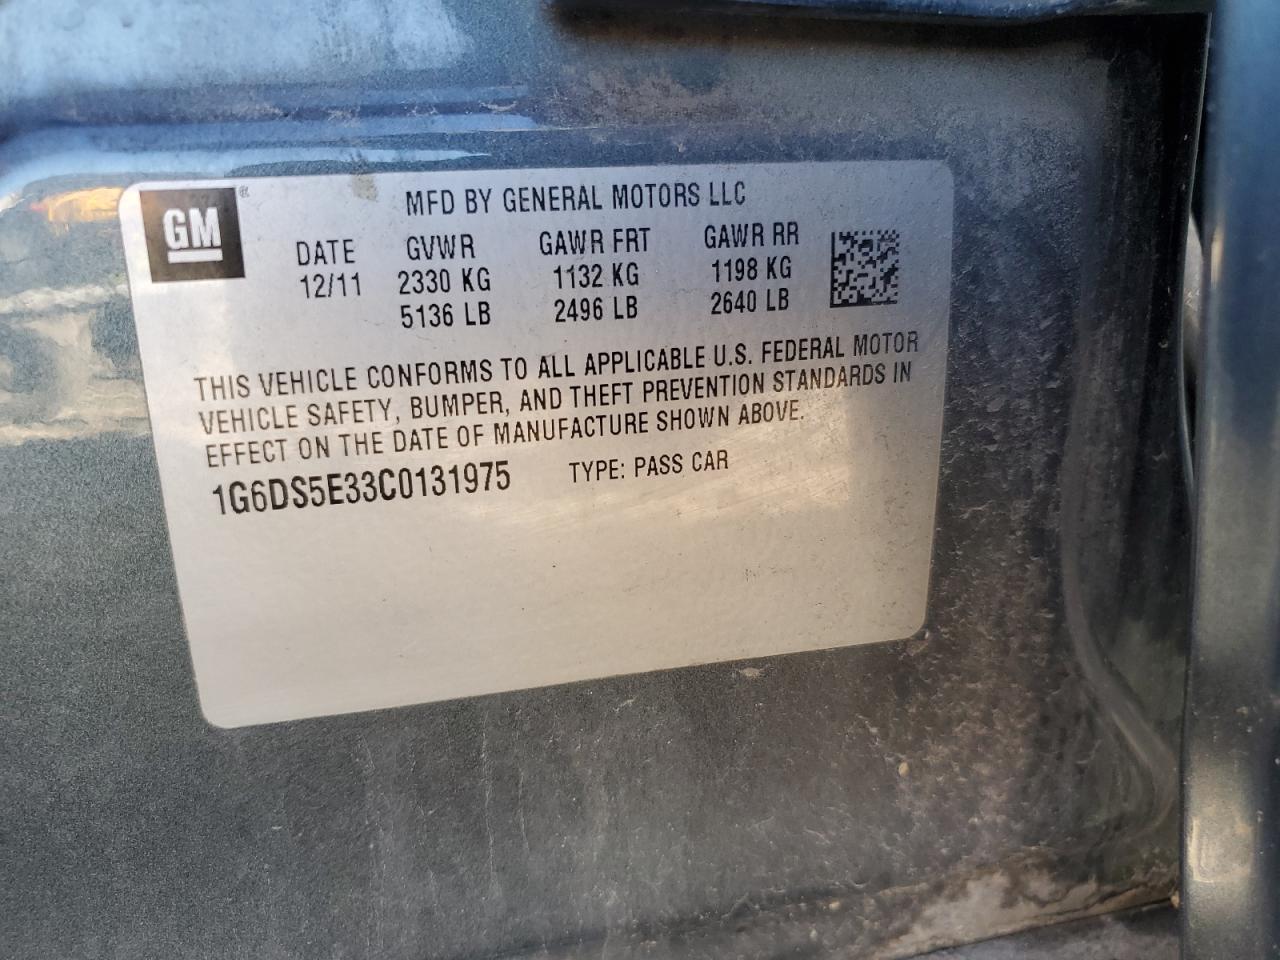 GM®
MFD BY GENERAL MOTORS LLC
DATE GVWR GAWR FRT GAWR RR
12/11 2330 KG 1132 KG 1198 KG
5136 LB 2496 LB 2640 LB
THIS VEHICLE CONFORMS TO ALL APPLICABLE U.S. FEDERAL MOTOR
VEHICLE SAFETY, BUMPER, AND THEFT PREVENTION STANDARDS IN
EFFECT ON THE DATE OF MANUFACTURE SHOWN ABOVE.
1G6DS5E33C0131975 TYPE: PASS CAR